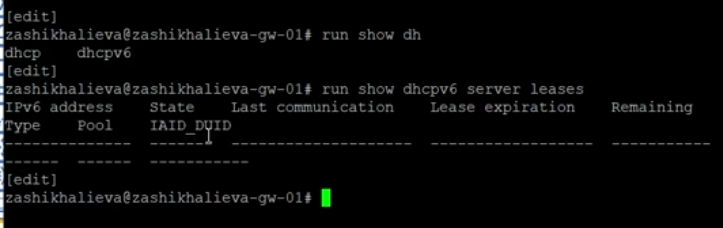 [edit]
zashikhalieva@zashikhalieva-gw-01# run show dh
dhcp    dhcpv6
[edit]
zashikhalieva@zashikhalieva-gw-01# run show dhcpv6 server leases
IPv6 address    State    Last communication    Lease expiration    Remaining
Type    Pool    IAID_DUID
--------------  -------  --------------------  ------------------  -----------
------  ------  -----------
[edit]
zashikhalieva@zashikhalieva-gw-01#